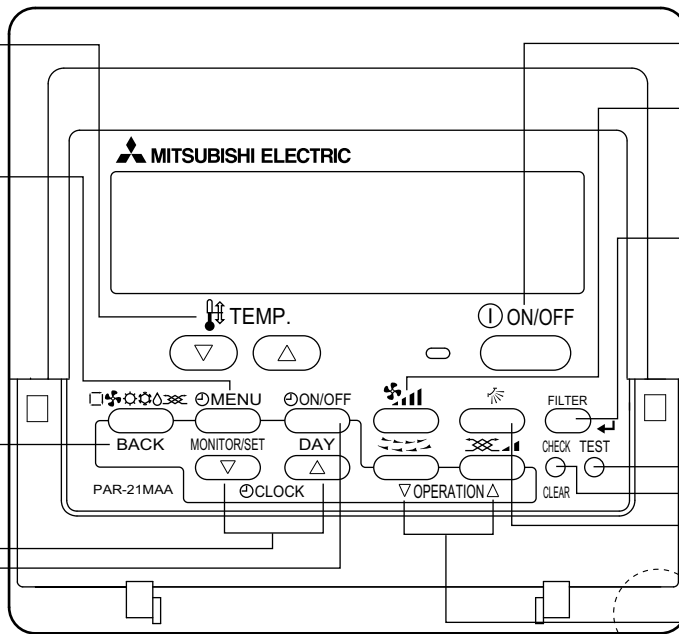 MITSUBISHI ELECTRIC
TEMP.
ON/OFF
MENU
ON/OFF
FILTER
BACK
MONITOR/SET
DAY
CHECK
TEST
PAR-21MAA
CLOCK
OPERATION
CLEAR